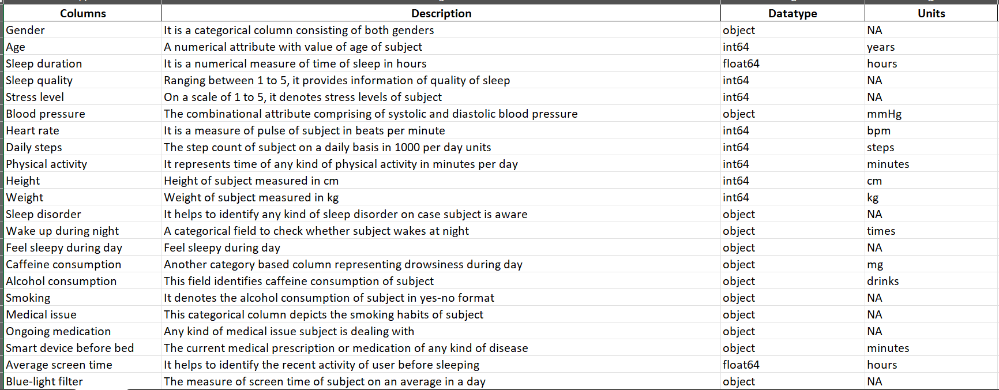 Columns Description Datatype Units
Gender It is a categorical column consisting of both genders object NA
Age A numerical attribute with value of age of subject int64 years
Sleep duration It is a numerical measure of time of sleep in hours float64 hours
Sleep quality Ranging between 1 to 5, it provides information of quality of sleep int64 NA
Stress level On a scale of 1 to 5, it denotes stress levels of subject int64 NA
Blood pressure The combinational attribute comprising of systolic and diastolic blood pressure object mmHg
Heart rate It is a measure of pulse of subject in beats per minute int64 bpm
Daily steps The step count of subject on a daily basis in 1000 per day units int64 steps
Physical activity It represents time of any kind of physical activity in minutes per day int64 minutes
Height Height of subject measured in cm int64 cm
Weight Weight of subject measured in kg int64 kg
Sleep disorder It helps to identify any kind of sleep disorder on case subject is aware object NA
Wake up during night A categorical field to check whether subject wakes at night object times
Feel sleepy during day Feel sleepy during day object NA
Caffeine consumption Another category based column representing drowsiness during day object mg
Alcohol consumption This field identifies caffeine consumption of subject object drinks
Smoking It denotes the alcohol consumption of subject in yes-no format object NA
Medical issue This categorical column depicts the smoking habits of subject object NA
Ongoing medication Any kind of medical issue subject is dealing with object NA
Smart device before bed The current medical prescription or medication of any kind of disease object minutes
Average screen time It helps to identify the recent activity of user before sleeping float64 hours
Blue-light filter The measure of screen time of subject on an average in a day object NA